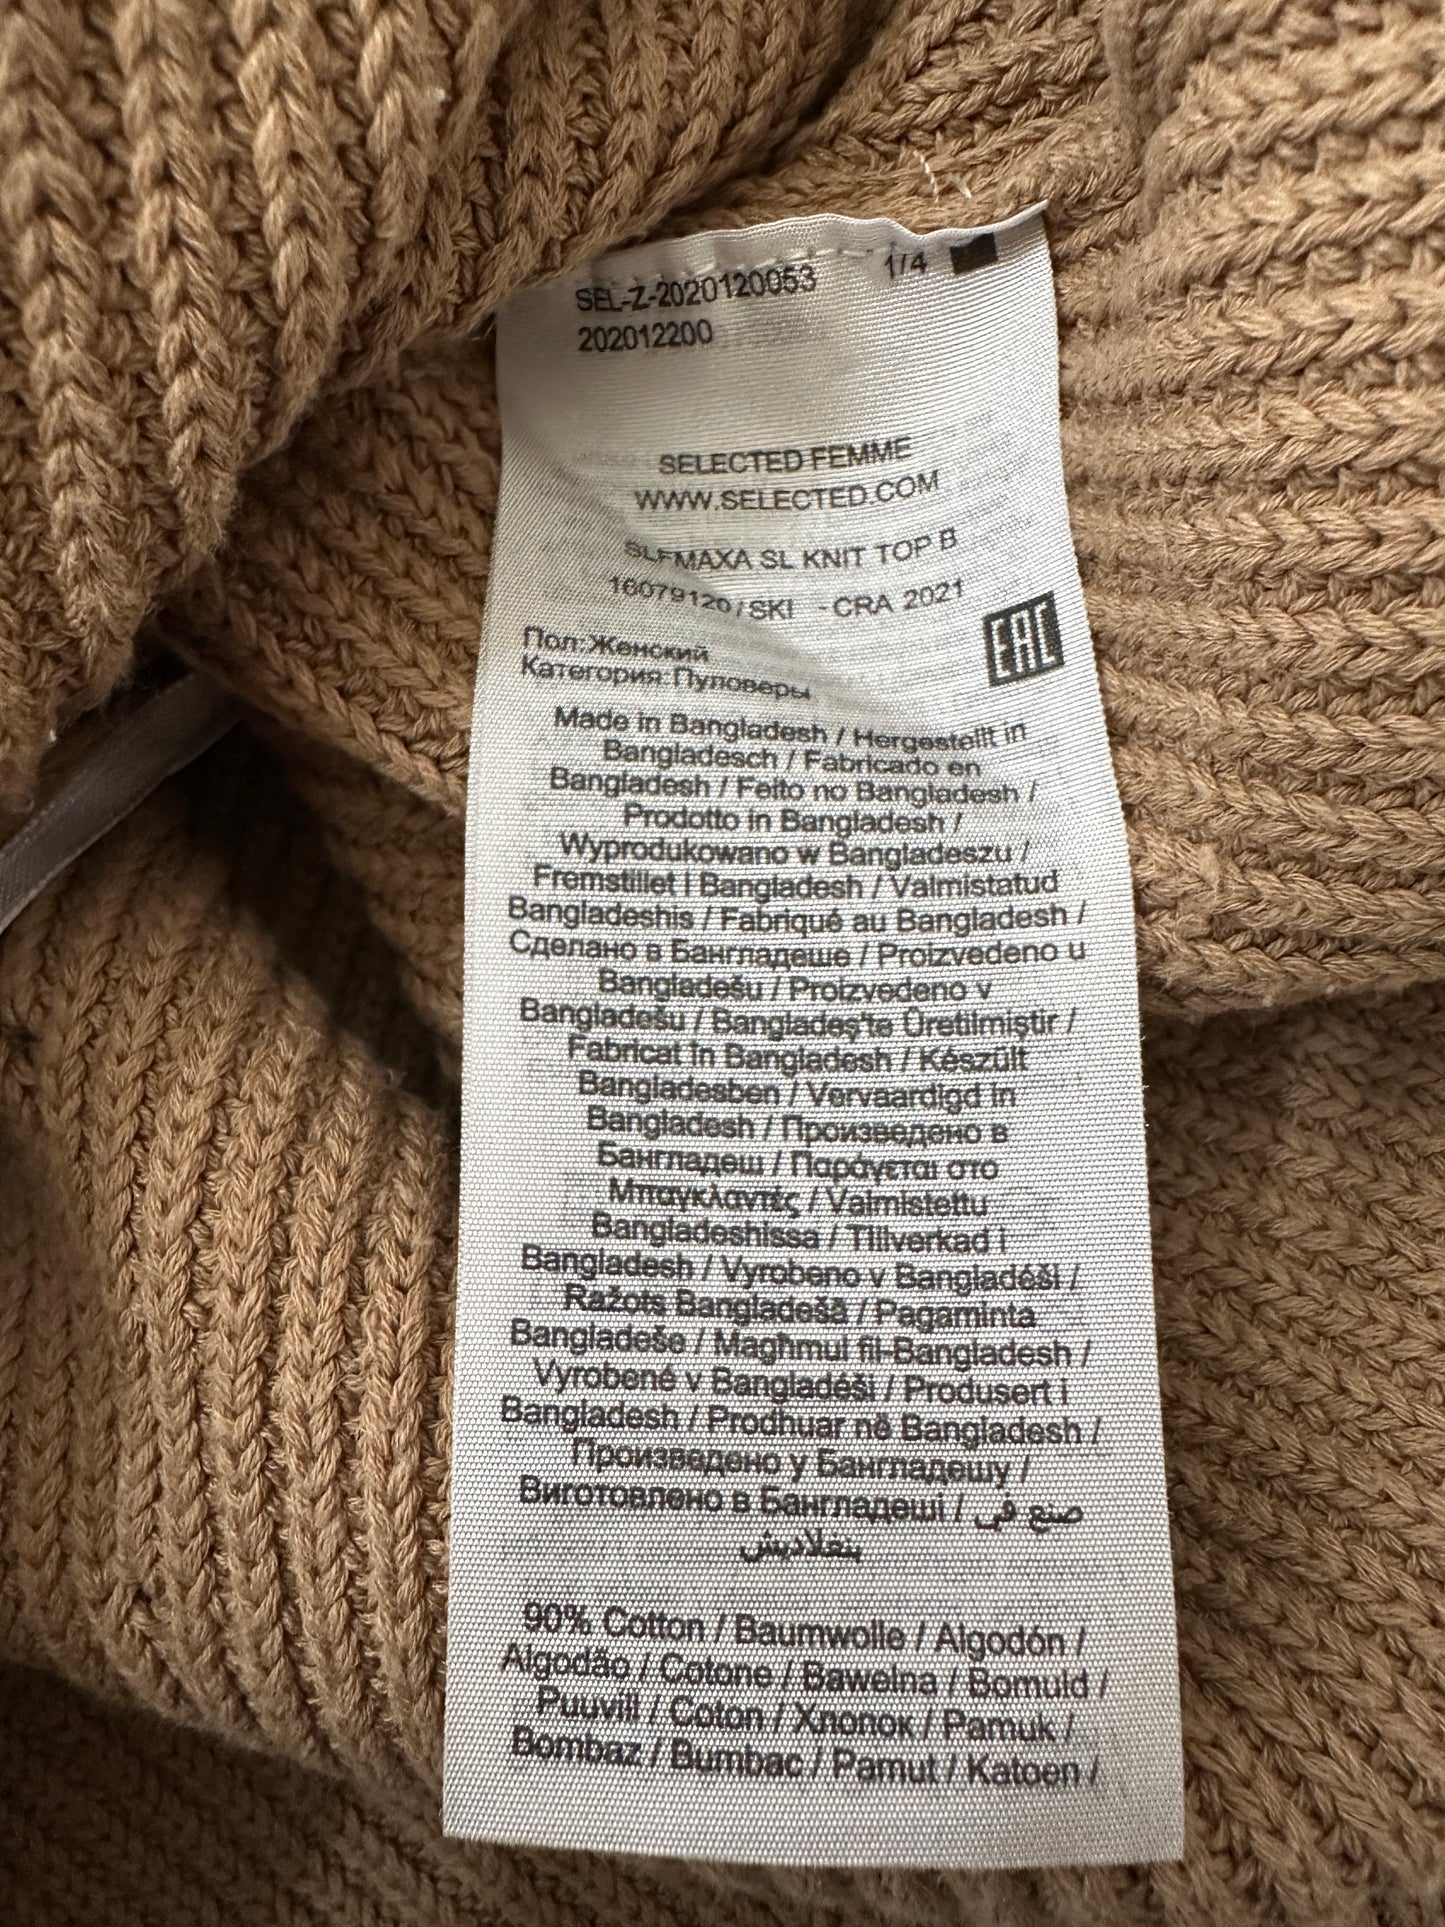 SEL-Z-2020120053 1/4
202012200
SELECTED FEMME
WWW.SELECTED.COM
SLFMAXA SL KNIT TOP B
16079120 / SKI - CRA 2021
EAC
Пол:Женский
Категория:Пуловеры
Made in Bangladesh / Hergestellt in
Bangladesch / Fabricado en
Bangladesh / Feito no Bangladesh /
Prodotto in Bangladesh /
Wyprodukowano w Bangladeszu /
Fremstillet i Bangladesh / Valmistatud
Bangladeshis / Fabriqué au Bangladesh /
Сделано в Бангладеше / Proizvedeno u
Bangladešu / Proizvedeno v
Bangladešu / Bangladeş'te Üretilmiştir /
Fabricat în Bangladesh / Készült
Bangladesben / Vervaardigd in
Bangladesh / Произведено в
Бангладеш / Παράγεται στο
Μπαγκλαντές / Valmistettu
Bangladeshissa / Tillverkad i
Bangladesh / Vyrobeno v Bangladéši /
Ražots Bangladešā / Pagaminta
Bangladeše / Magħmul fil-Bangladesh /
Vyrobené v Bangladéši / Produsert i
Bangladesh / Prodhuar në Bangladesh /
Произведено у Бангладешу /
Виготовлено в Бангладеші / صنع في
بنغلاديش
90% Cotton / Baumwolle / Algodón /
Algodão / Cotone / Bawełna / Bomuld /
Puuvill / Coton / Хлопок / Pamuk /
Bombaz / Bumbac / Pamut / Katoen /